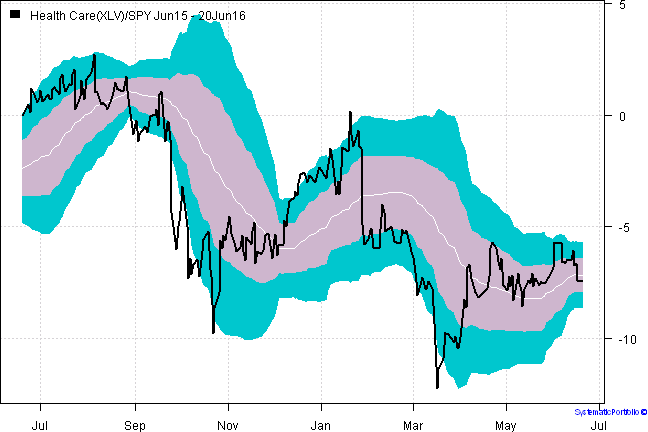 Health Care(XLV)/SPY Jun15 - 20Jun16
5
0
-5
-10
Jul Sep Nov Jan Mar May Jul
SystematicPortfolio ©